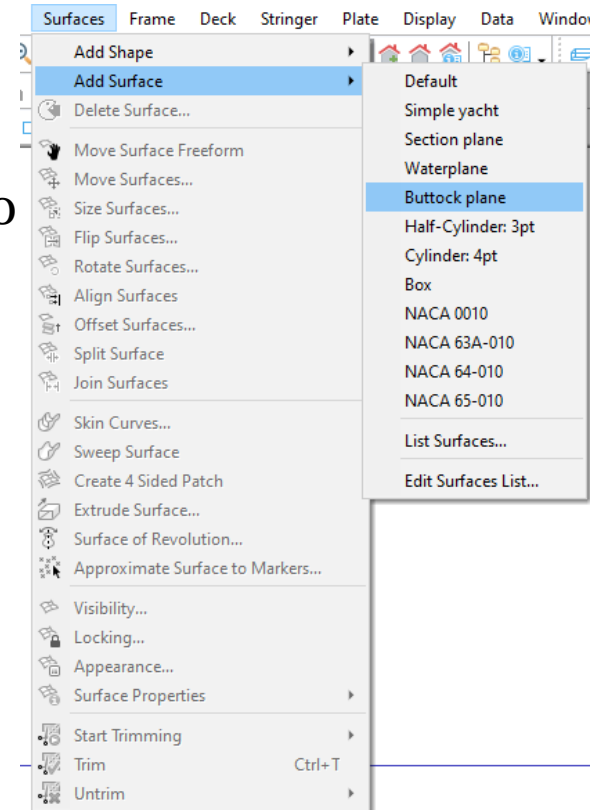 Surfaces Frame Deck Stringer Plate Display Data
Add Shape
Add Surface
Delete Surface...
Move Surface Freeform
Move Surfaces...
Size Surfaces...
Flip Surfaces...
Rotate Surfaces...
Align Surfaces
Offset Surfaces...
Split Surface
Join Surfaces
Skin Curves...
Sweep Surface
Create 4 Sided Patch
Extrude Surface...
Surface of Revolution...
Approximate Surface to Markers...
Visibility...
Locking...
Appearance...
Surface Properties
Start Trimming
Trim Ctrl+T
Untrim
Default
Simple yacht
Section plane
Waterplane
Buttock plane
Half-Cylinder: 3pt
Cylinder: 4pt
Box
NACA 0010
NACA 63A-010
NACA 64-010
NACA 65-010
List Surfaces...
Edit Surfaces List...